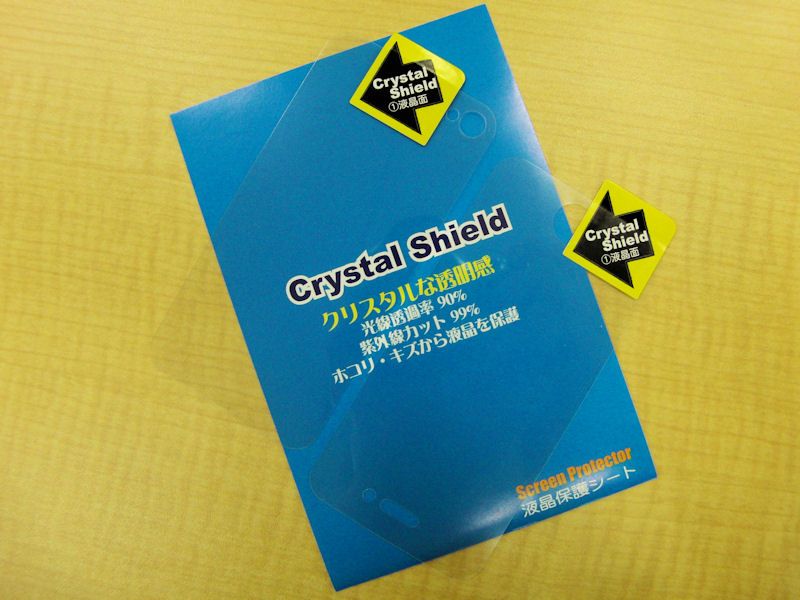 Crystal
Shield
①液晶面
Crystal
Shield
①液晶面
Crystal Shield
クリスタルな透明感
光線透過率 90%
紫外線カット 99%
ホコリ・キズから液晶を保護
Screen Protector
液晶保護シート